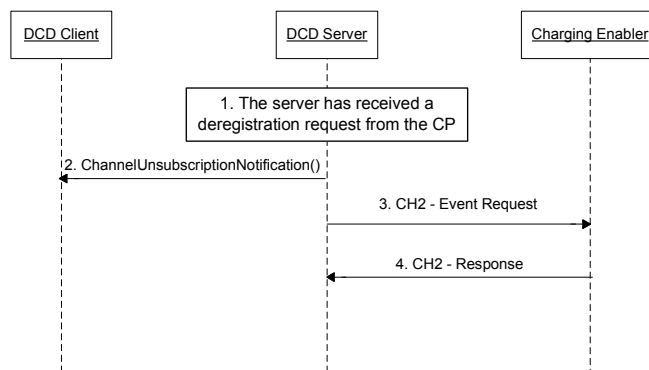 DCD Client
DCD Server
Charging Enabler
1. The server has received a
deregistration request from the CP
2. ChannelUnsubscriptionNotification()
3. CH2 - Event Request
4. CH2 - Response